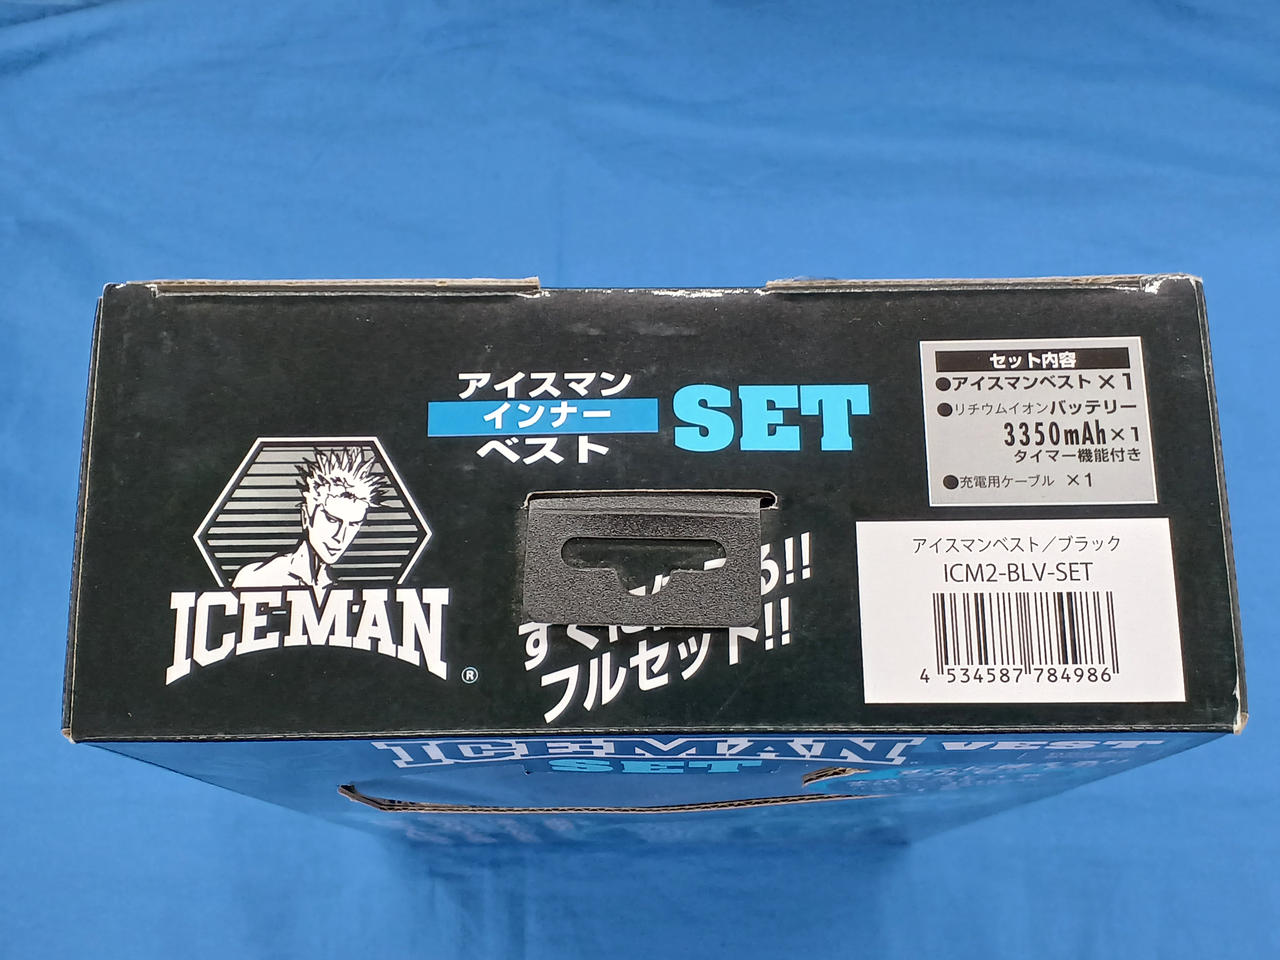 アイスマン
インナー
ベスト
SET
ICEMAN
®
すぐに
る!!
フルセット!!
セット内容
●アイスマンベスト×1
●リチウムイオンバッテリー
3350mAh×1
タイマー機能付き
●充電用ケーブル ×1
アイスマンベスト/ブラック
ICM2-BLV-SET
4 534587 784986
ICEMAN VEST
SET